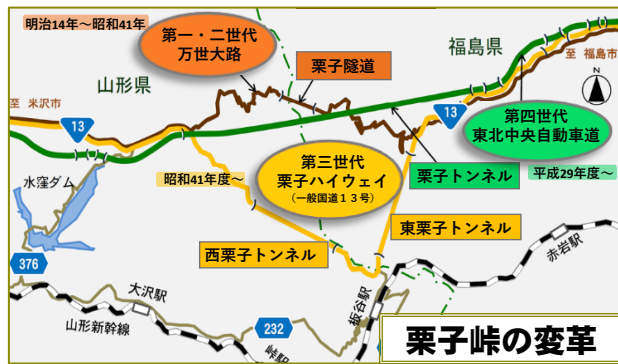 明治14年～昭和41年
第一・二世代
万世大路
栗子隧道
福島県
至 福島市
山形県
至 米沢市
13
13
N
第四世代
東北中央自動車道
水窪ダム
昭和41年度～
第三世代
栗子ハイウェイ
(一般国道13号)
栗子トンネル
平成29年度～
西栗子トンネル
東栗子トンネル
赤岩駅
376
大沢駅
板谷駅
山形新幹線
232
峠駅
栗子峠の変革